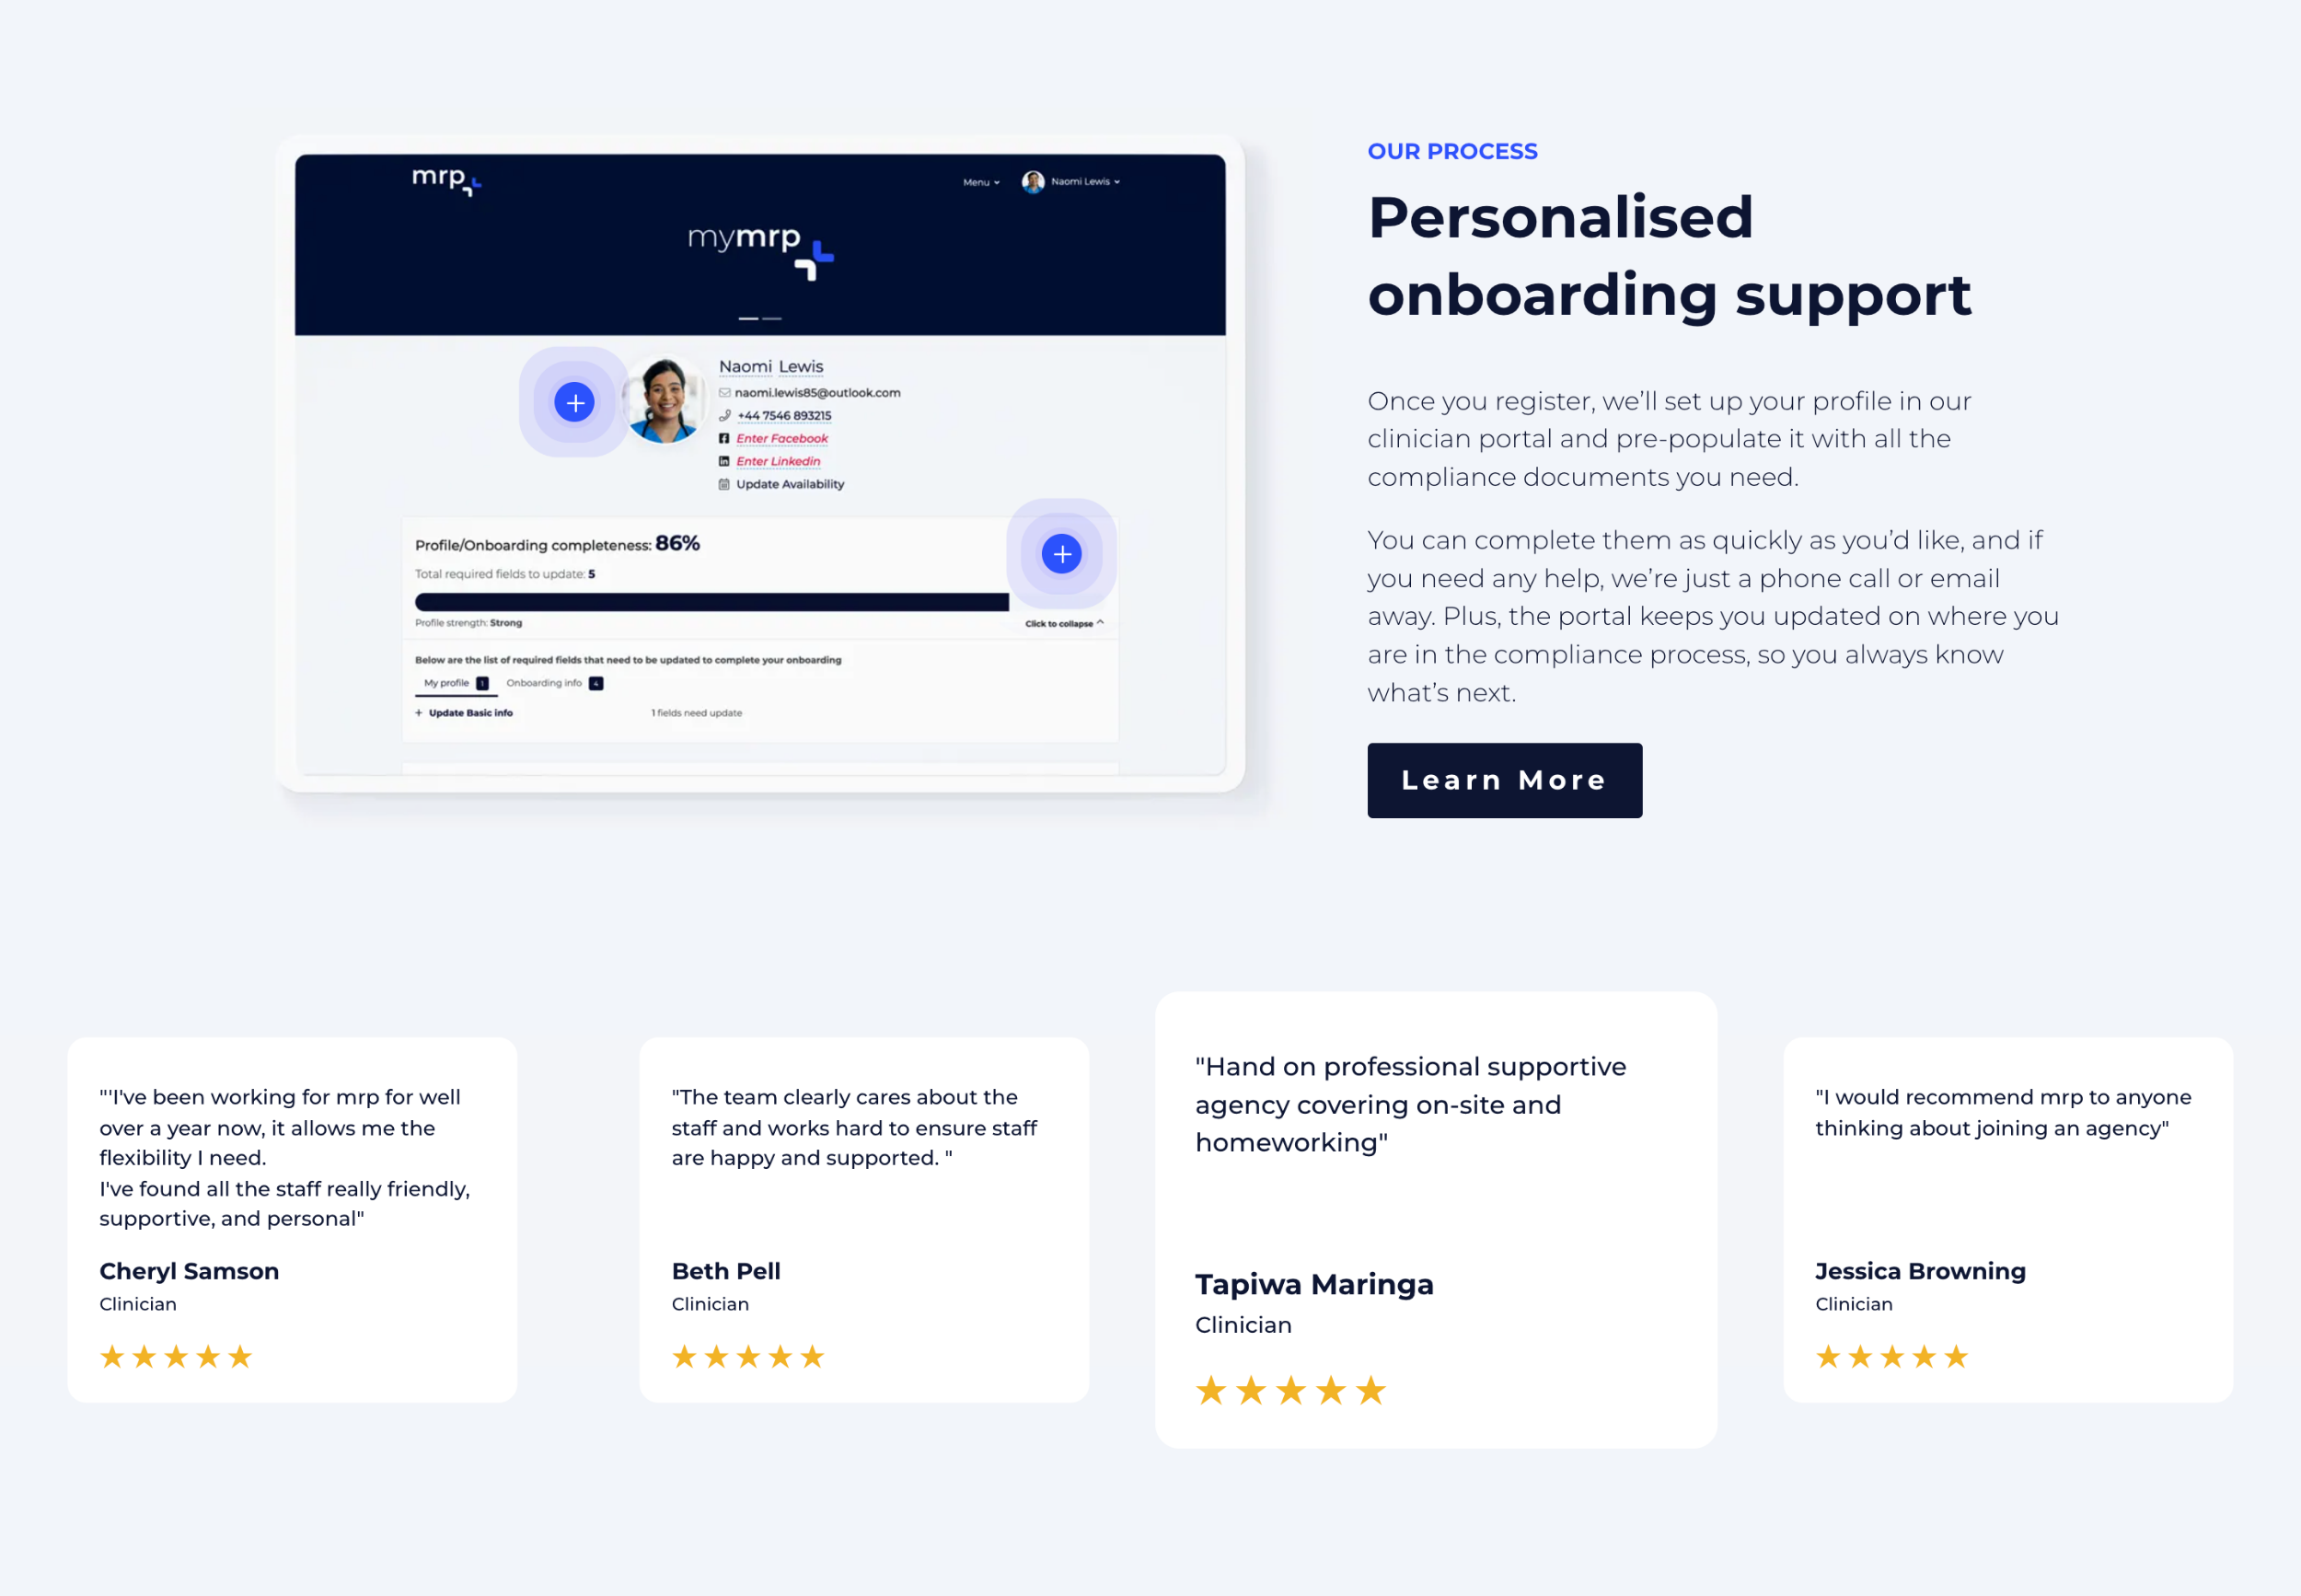 mrp
Menu
Naomi Lewis
mymrp
Naomi Lewis
naomi.lewis85@outlook.com
+44 7546 893215
Enter Facebook
Enter Linkedin
Update Availability
Profile/Onboarding completeness: 86%
Total required fields to update: 5
Profile strength: Strong
Click to collapse
Below are the list of required fields that need to be updated to complete your onboarding
My profile 1 Onboarding info 4
+ Update Basic info
1 fields need update
OUR PROCESS
Personalised
onboarding support
Once you register, we’ll set up your profile in our
clinician portal and pre-populate it with all the
compliance documents you need.
You can complete them as quickly as you’d like, and if
you need any help, we’re just a phone call or email
away. Plus, the portal keeps you updated on where you
are in the compliance process, so you always know
what’s next.
Learn More
"'I've been working for mrp for well
over a year now, it allows me the
flexibility I need.
I've found all the staff really friendly,
supportive, and personal"
Cheryl Samson
Clinician
"The team clearly cares about the
staff and works hard to ensure staff
are happy and supported. "
Beth Pell
Clinician
"Hand on professional supportive
agency covering on-site and
homeworking"
Tapiwa Maringa
Clinician
"I would recommend mrp to anyone
thinking about joining an agency"
Jessica Browning
Clinician